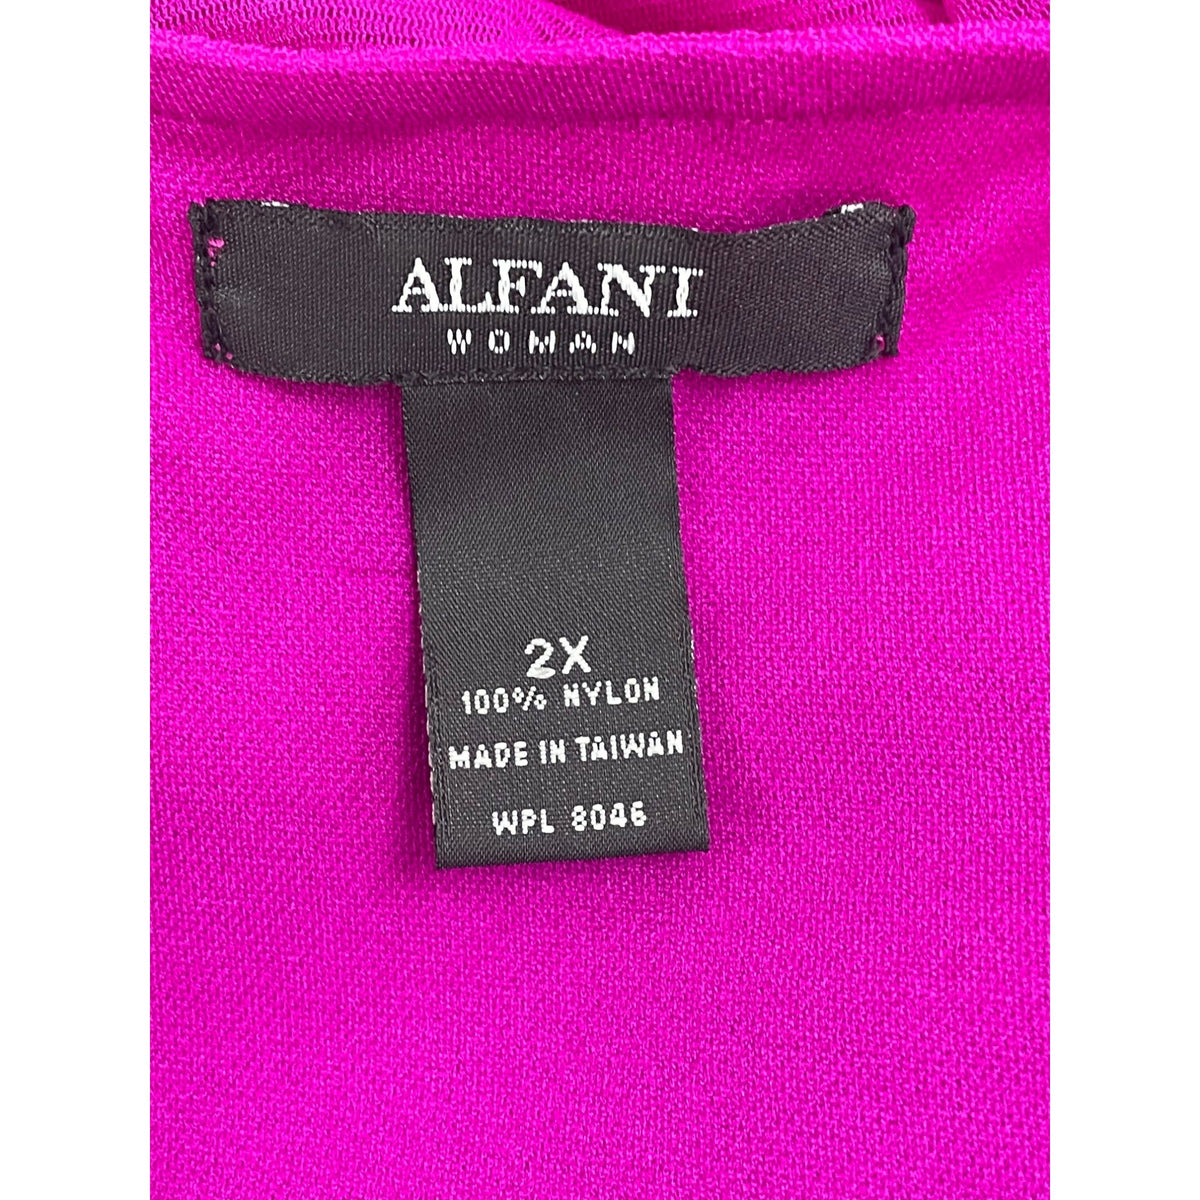 ALFANI
WOMAN
2X
100% NYLON
MADE IN TAIWAN
WPL 8046